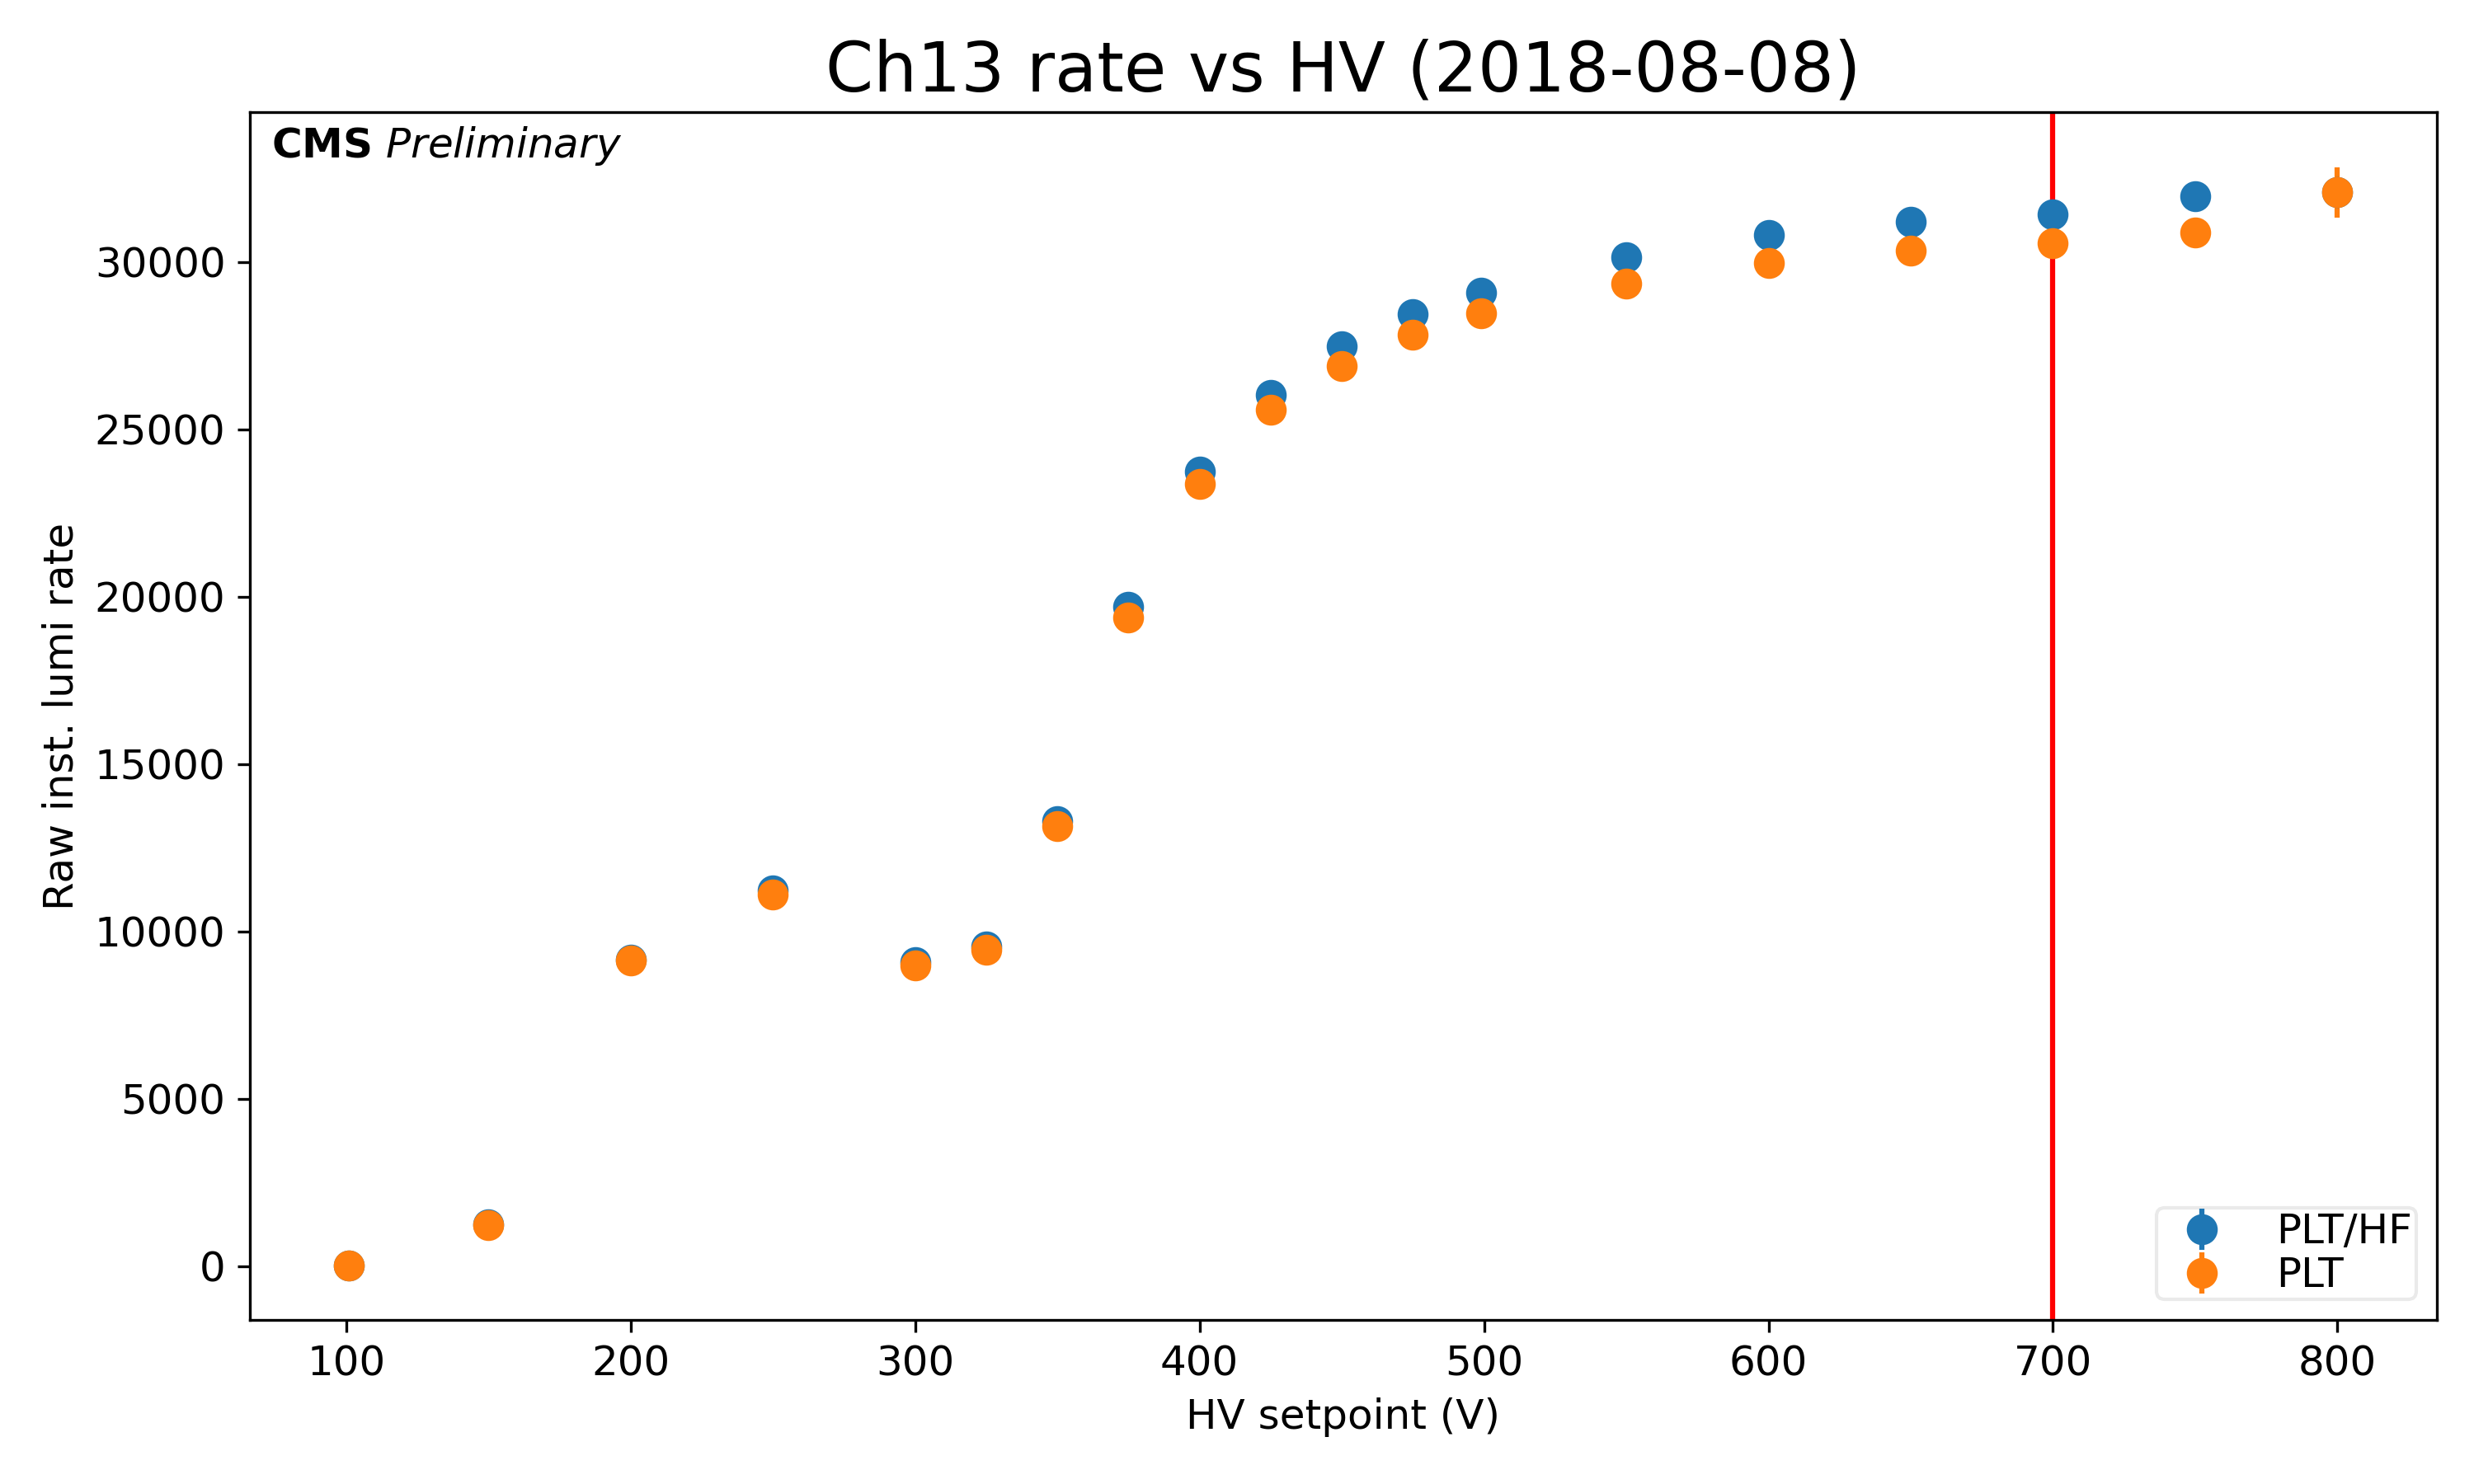 Ch13 rate vs HV (2018-08-08)
CMS Preliminary
Raw inst. lumi rate
30000
25000
20000
15000
10000
5000
0
100 200 300 400 500 600 700 800
HV setpoint (V)
PLT/HF
PLT